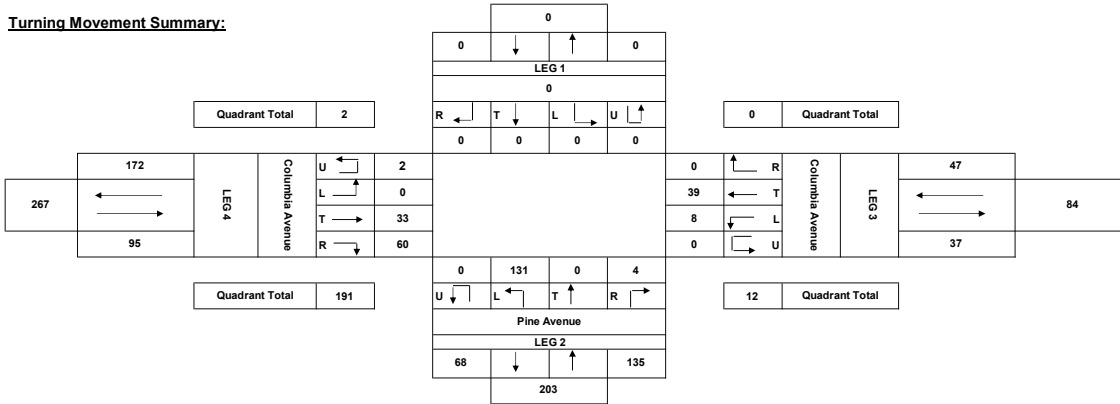 Turning Movement Summary:
0
0 0
LEG 1
0
Quadrant Total 2
R T L U
0 Quadrant Total
0 0 0 0
172
U 2
0 R
47
267
LEG 4
Columbia Avenue
L 0
39 T
Columbia Avenue
LEG 3
84
T 33
8 L
95
R 60
0 U
37
0 131 0 4
Quadrant Total 191
U L T R
12 Quadrant Total
Pine Avenue
LEG 2
68 135
203